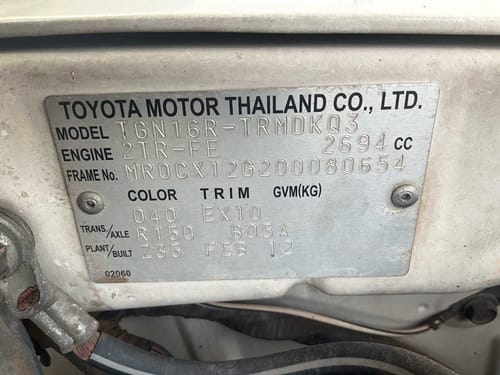 TOYOTA MOTOR THAILAND CO., LTD.
MODEL TGN16R-TRMDKQ3
ENGINE 2TR-FE 2694 CC
FRAME No. MR0CX12G200080654
COLOR TRIM GVM(KG)
040 EX10
TRANS./AXLE R150 B05A
PLANT/BUILT Z35 FEB 12
02060